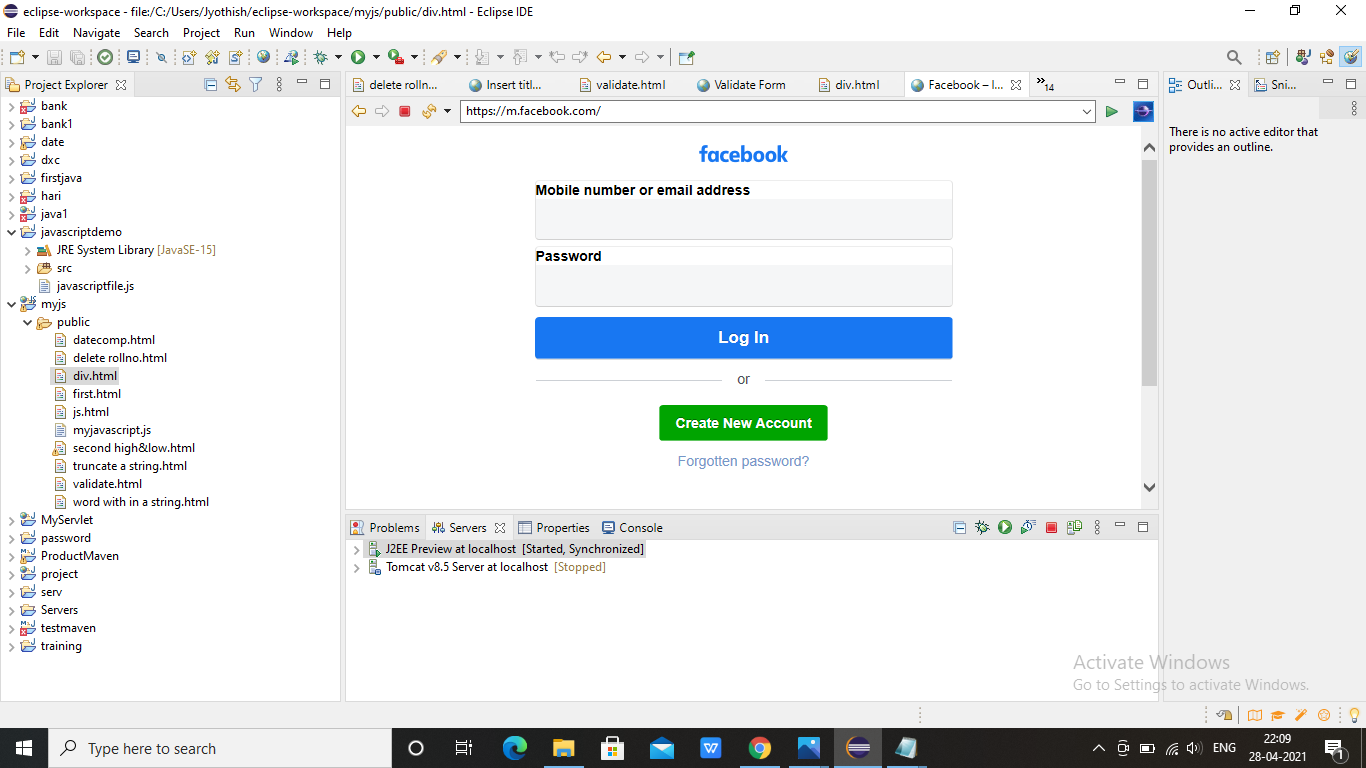 eclipse-workspace - file:/C:/Users/Jyothish/eclipse-workspace/myjs/public/div.html - Eclipse IDE
File Edit Navigate Search Project Run Window Help
Project Explorer
bank
bank1
date
dxc
firstjava
hari
java1
javascriptdemo
JRE System Library [JavaSE-15]
src
javascriptfile.js
myjs
public
datecomp.html
delete rollno.html
div.html
first.html
js.html
myjavascript.js
second high&low.html
truncate a string.html
validate.html
word with in a string.html
MyServlet
password
ProductMaven
project
serv
Servers
testmaven
training
delete rolln... Insert titl... validate.html Validate Form div.html Facebook – l... »14
https://m.facebook.com/
facebook
Mobile number or email address
Password
Log In
or
Create New Account
Forgotten password?
Problems Servers Properties Console
J2EE Preview at localhost [Started, Synchronized]
Tomcat v8.5 Server at localhost [Stopped]
Outli... Sni...
There is no active editor that
provides an outline.
Activate Windows
Go to Settings to activate Windows.
Type here to search
ENG
22:09
28-04-2021
1